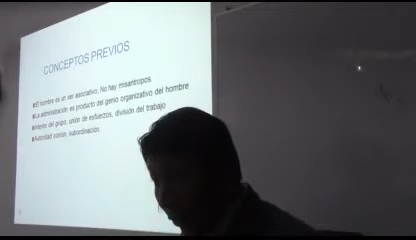 CONCEPTOS PREVIOS
El hombre es un ser asociativo. No hay misantropos.
La administración es producto del genio organizativo del hombre
Interés del grupo, unión de esfuerzos, división del trabajo
Autoridad común, subordinación.